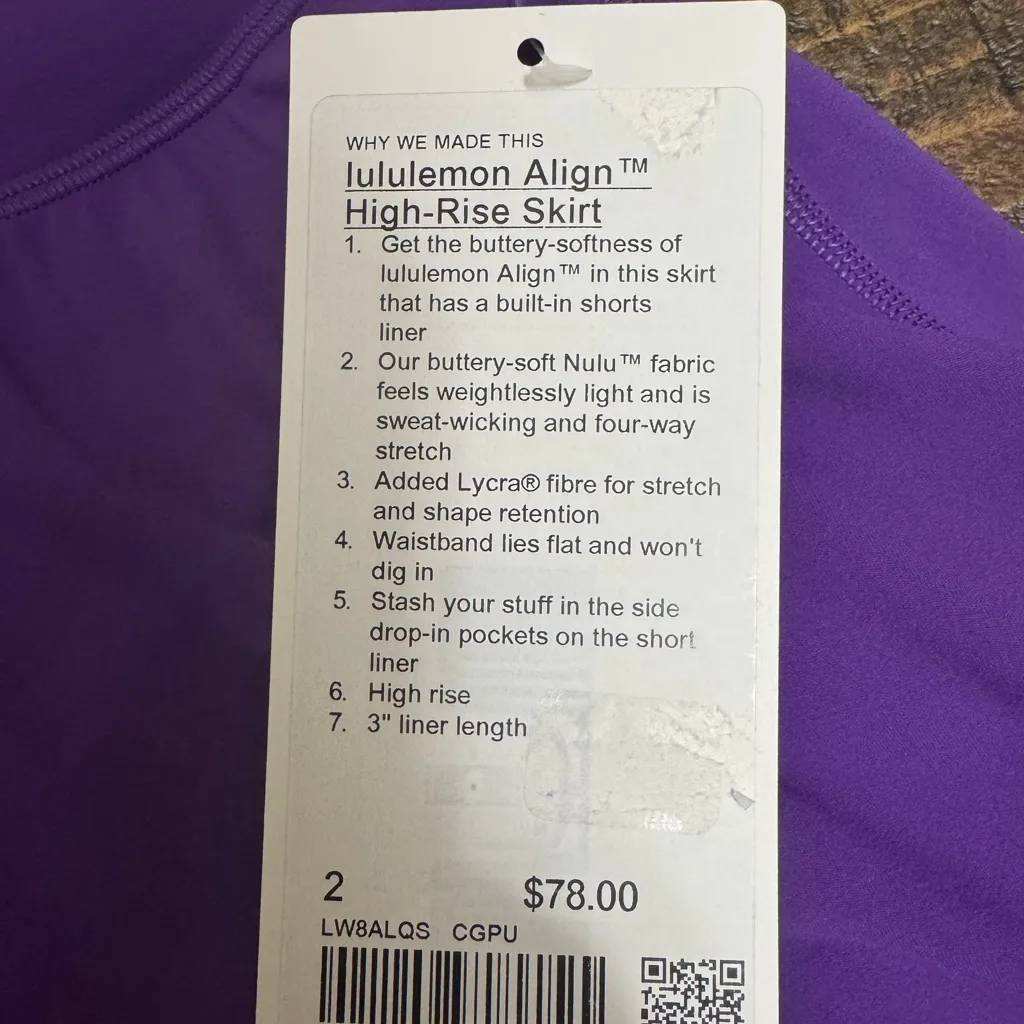 WHY WE MADE THIS
lululemon Align™
High-Rise Skirt
1. Get the buttery-softness of
lululemon Align™ in this skirt
that has a built-in shorts
liner
2. Our buttery-soft Nulu™ fabric
feels weightlessly light and is
sweat-wicking and four-way
stretch
3. Added Lycra® fibre for stretch
and shape retention
4. Waistband lies flat and won't
dig in
5. Stash your stuff in the side
drop-in pockets on the short
liner
6. High rise
7. 3" liner length
2 $78.00
LW8ALQS CGPU